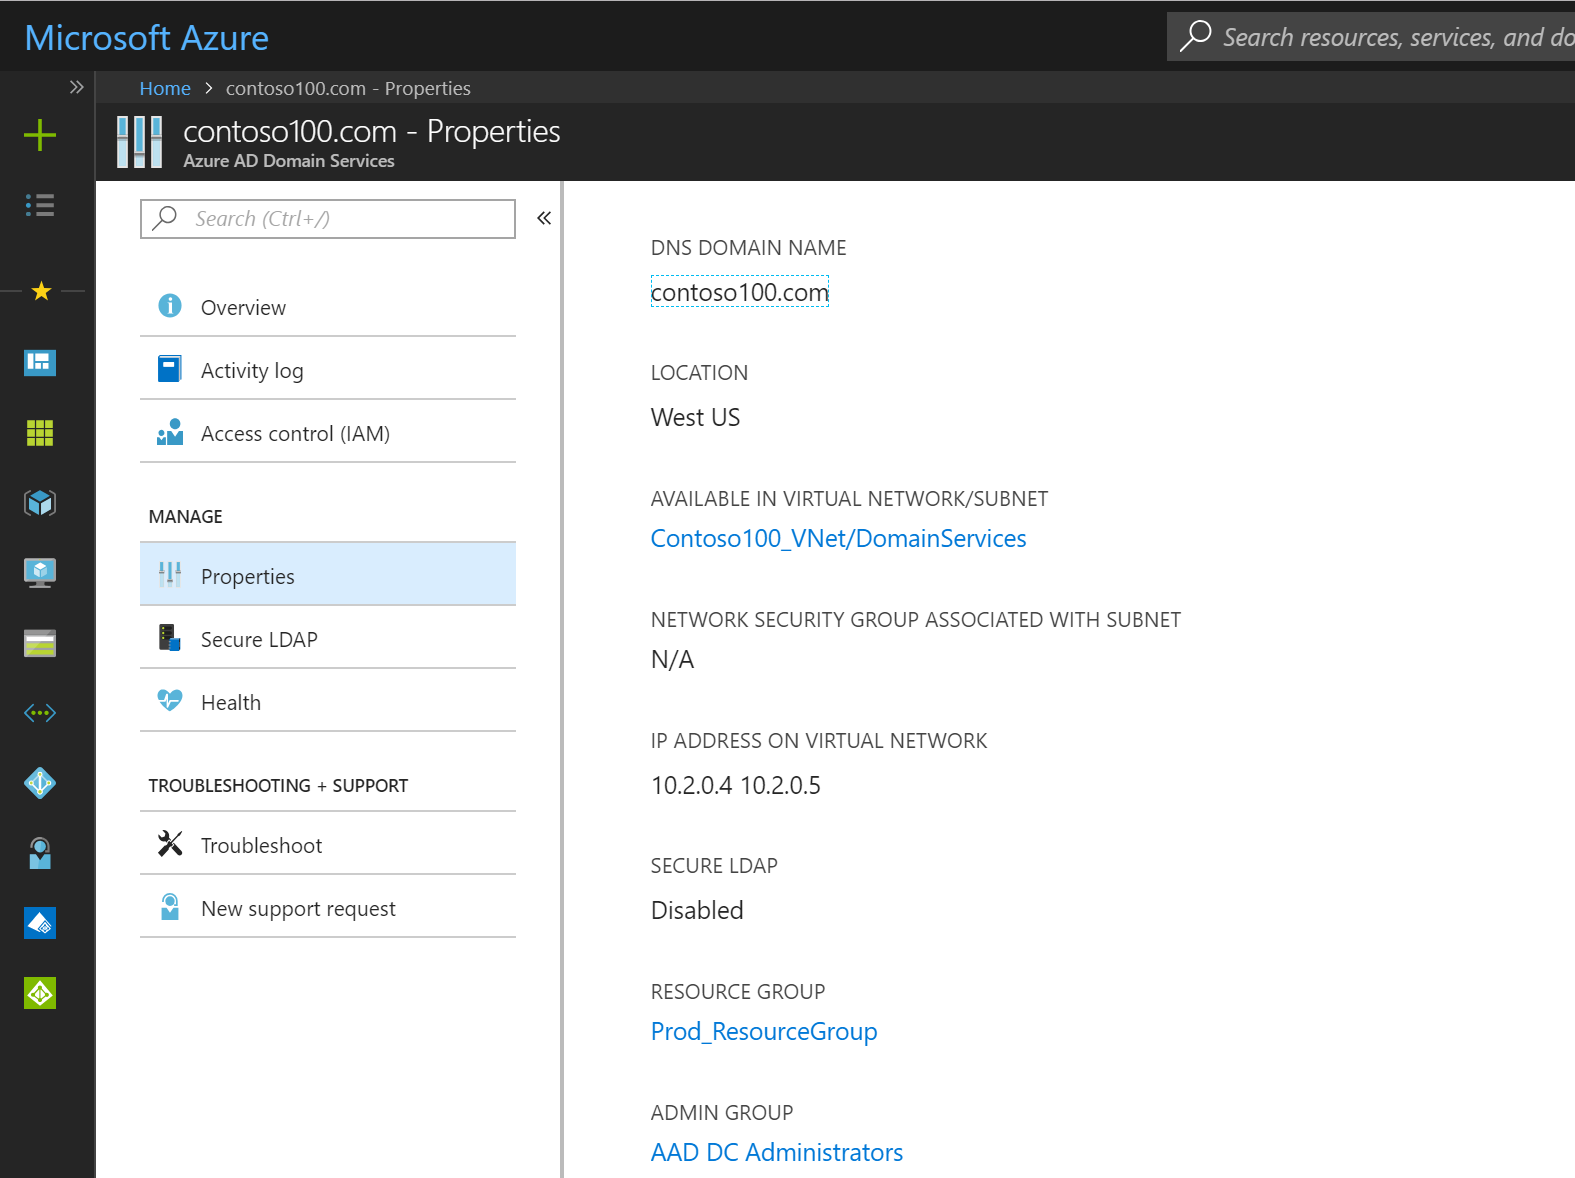 Microsoft Azure
Search resources, services, and do
Home > contoso100.com - Properties
contoso100.com - Properties
Azure AD Domain Services
Search (Ctrl+/)
Overview
Activity log
Access control (IAM)
MANAGE
Properties
Secure LDAP
Health
TROUBLESHOOTING + SUPPORT
Troubleshoot
New support request
DNS DOMAIN NAME
contoso100.com
LOCATION
West US
AVAILABLE IN VIRTUAL NETWORK/SUBNET
Contoso100_VNet/DomainServices
NETWORK SECURITY GROUP ASSOCIATED WITH SUBNET
N/A
IP ADDRESS ON VIRTUAL NETWORK
10.2.0.4 10.2.0.5
SECURE LDAP
Disabled
RESOURCE GROUP
Prod_ResourceGroup
ADMIN GROUP
AAD DC Administrators